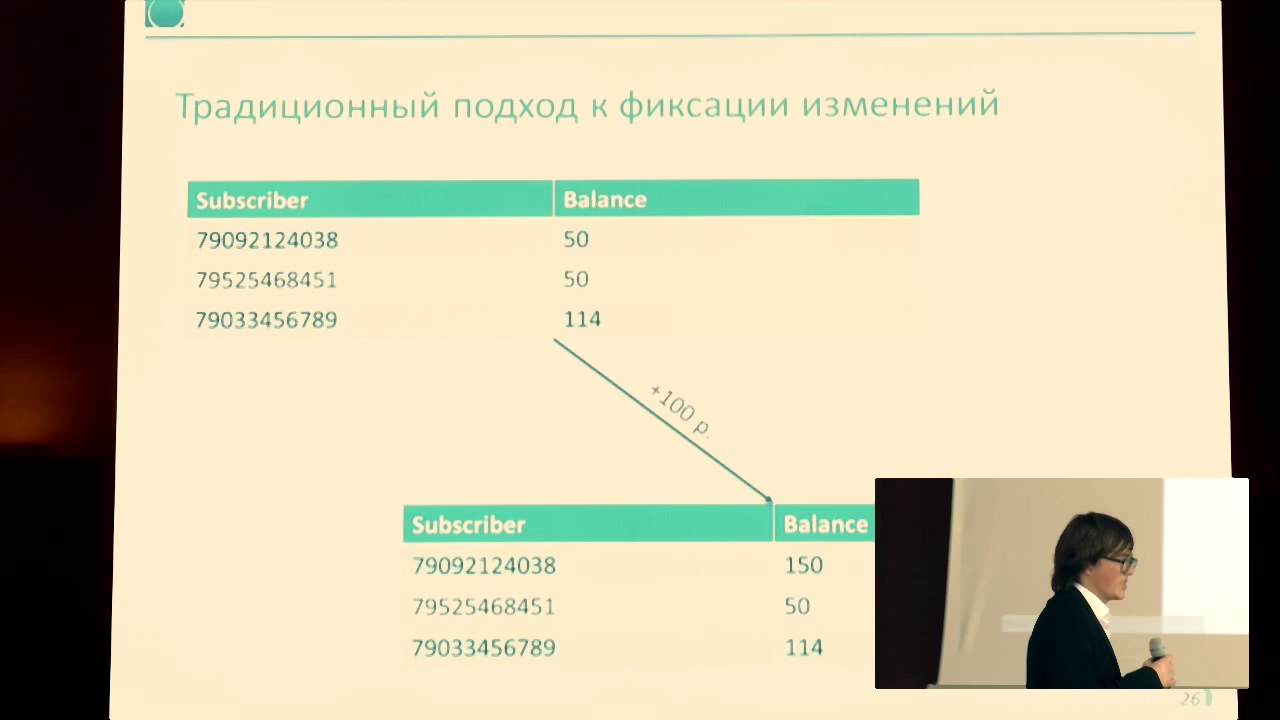 Традиционный подход к фиксации изменений
Subscriber Balance
79092124038 50
79525468451 50
79033456789 114
+100 р.
Subscriber Balance
79092124038 150
79525468451 50
79033456789 114
26